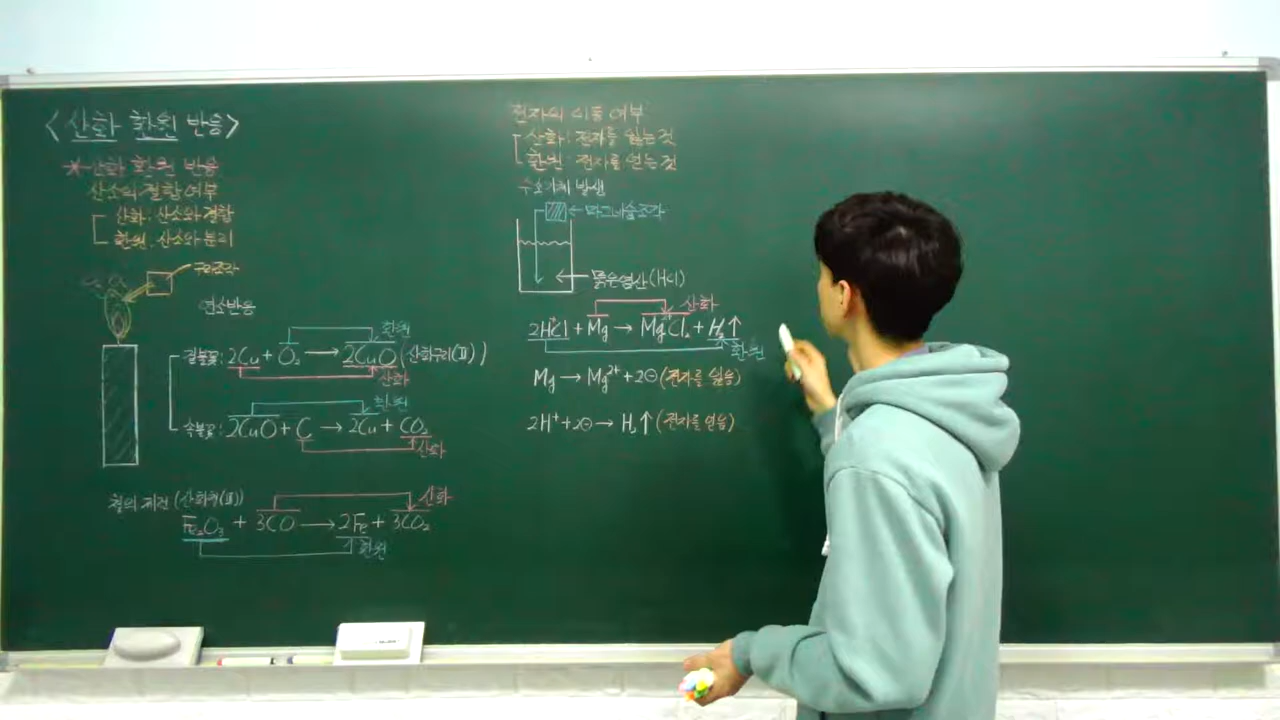 <산화 환원 반응>
*산화 환원 반응
산소의 결합 여부
산화: 산소와 결합
환원: 산소와 분리
구리조각
연소반응
환원
겉불꽃: 2Cu + O₂ → 2CuO (산화구리(Ⅱ))
산화
환원
속불꽃: 2CuO + C → 2Cu + CO₂
산화
철의 제련 (산화철(Ⅲ))
산화
Fe₂O₃ + 3CO → 2Fe + 3CO₂
환원
전자의 이동 여부
산화: 전자를 잃는 것
환원: 전자를 얻는 것
수소기체 발생
← 마그네슘조각
← 묽은염산(HCl)
산화
2H⁺Cl + Mg → Mg²⁺Cl₂ + H₂↑
환원
Mg → Mg²⁺ + 2⊖ (전자를 잃음)
2H⁺ + 2⊖ → H₂↑ (전자를 얻음)